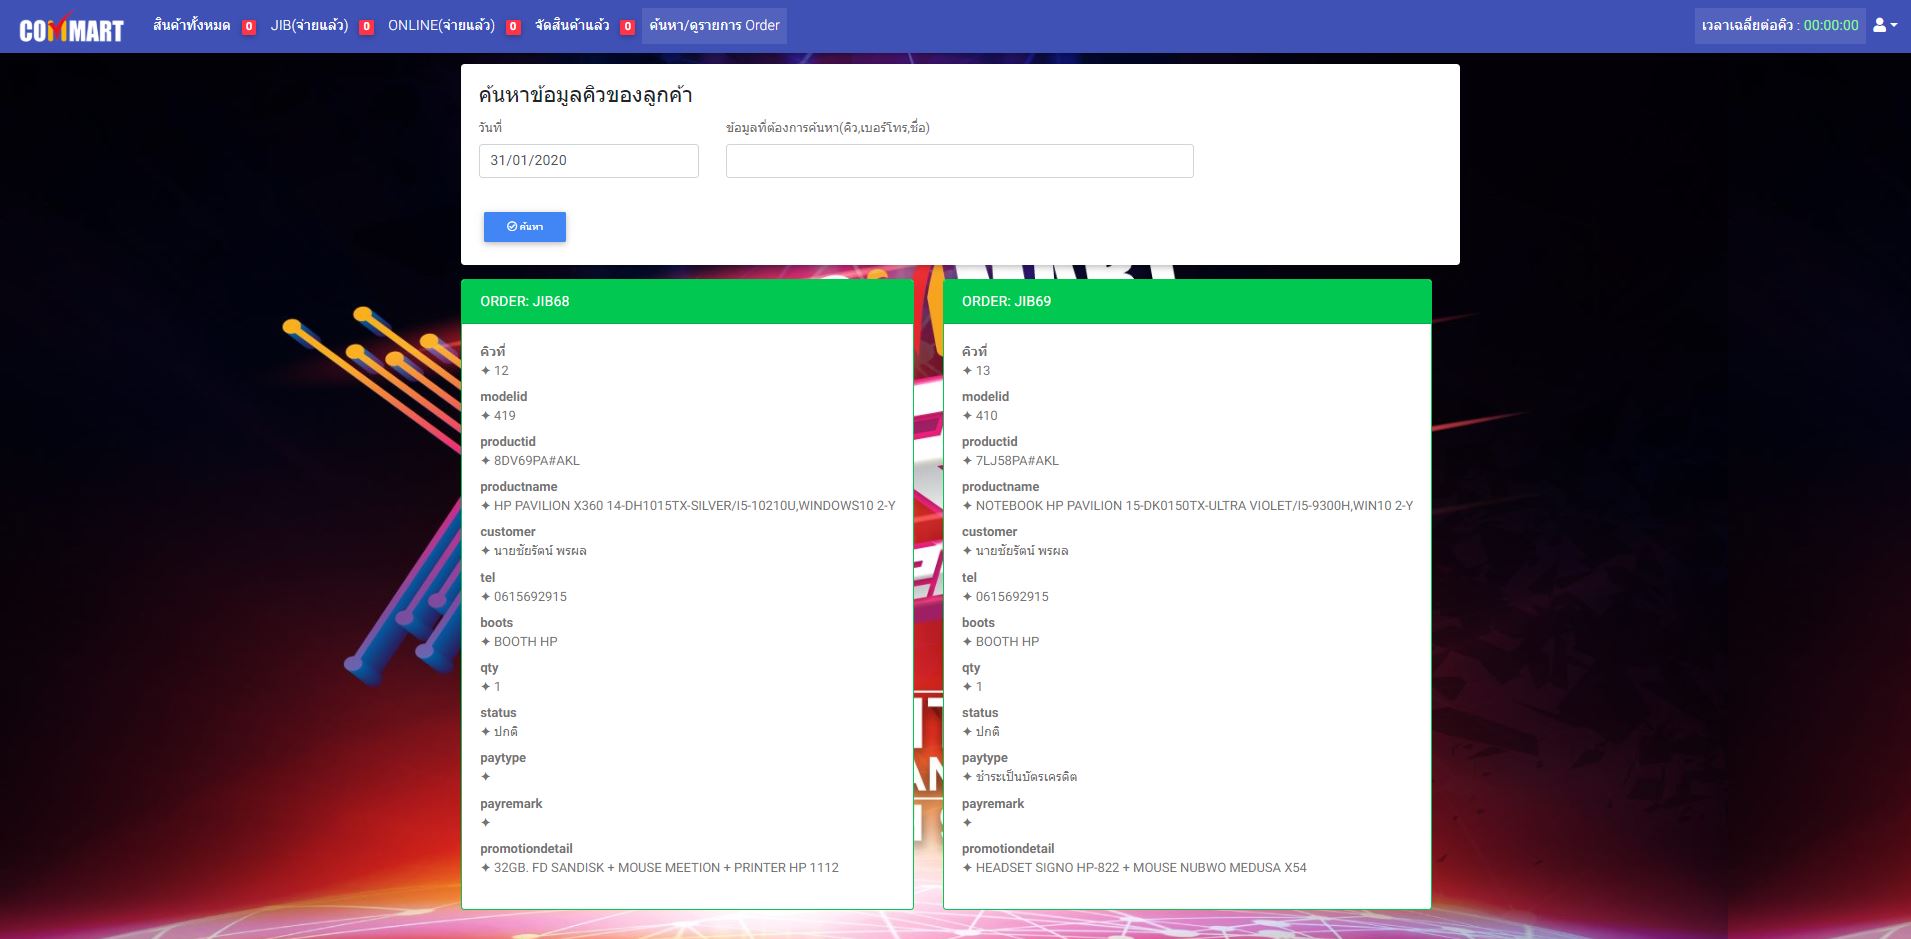 COMMART
สินค้าทั้งหมด 0 JIB(จ่ายแล้ว) 0 ONLINE(จ่ายแล้ว) 0 จัดสินค้าแล้ว 0 ค้นหา/ดูรายการ Order
เวลาเฉลี่ยต่อคิว : 00:00:00
ค้นหาข้อมูลคิวของลูกค้า
วันที่
31/01/2020
ข้อมูลที่ต้องการค้นหา(คิว,เบอร์โทร,ชื่อ)
ค้นหา
ORDER: JIB68
คิวที่
✦ 12
modelid
✦ 419
productid
✦ 8DV69PA#AKL
productname
✦ HP PAVILION X360 14-DH1015TX-SILVER/I5-10210U,WINDOWS10 2-Y
customer
✦ นายชัยรัตน์ พรผล
tel
✦ 0615692915
boots
✦ BOOTH HP
qty
✦ 1
status
✦ ปกติ
paytype
✦
payremark
✦
promotiondetail
✦ 32GB. FD SANDISK + MOUSE MEETION + PRINTER HP 1112
ORDER: JIB69
คิวที่
✦ 13
modelid
✦ 410
productid
✦ 7LJ58PA#AKL
productname
✦ NOTEBOOK HP PAVILION 15-DK0150TX-ULTRA VIOLET/I5-9300H,WIN10 2-Y
customer
✦ นายชัยรัตน์ พรผล
tel
✦ 0615692915
boots
✦ BOOTH HP
qty
✦ 1
status
✦ ปกติ
paytype
✦ ชำระเป็นบัตรเครดิต
payremark
✦
promotiondetail
✦ HEADSET SIGNO HP-822 + MOUSE NUBWO MEDUSA X54